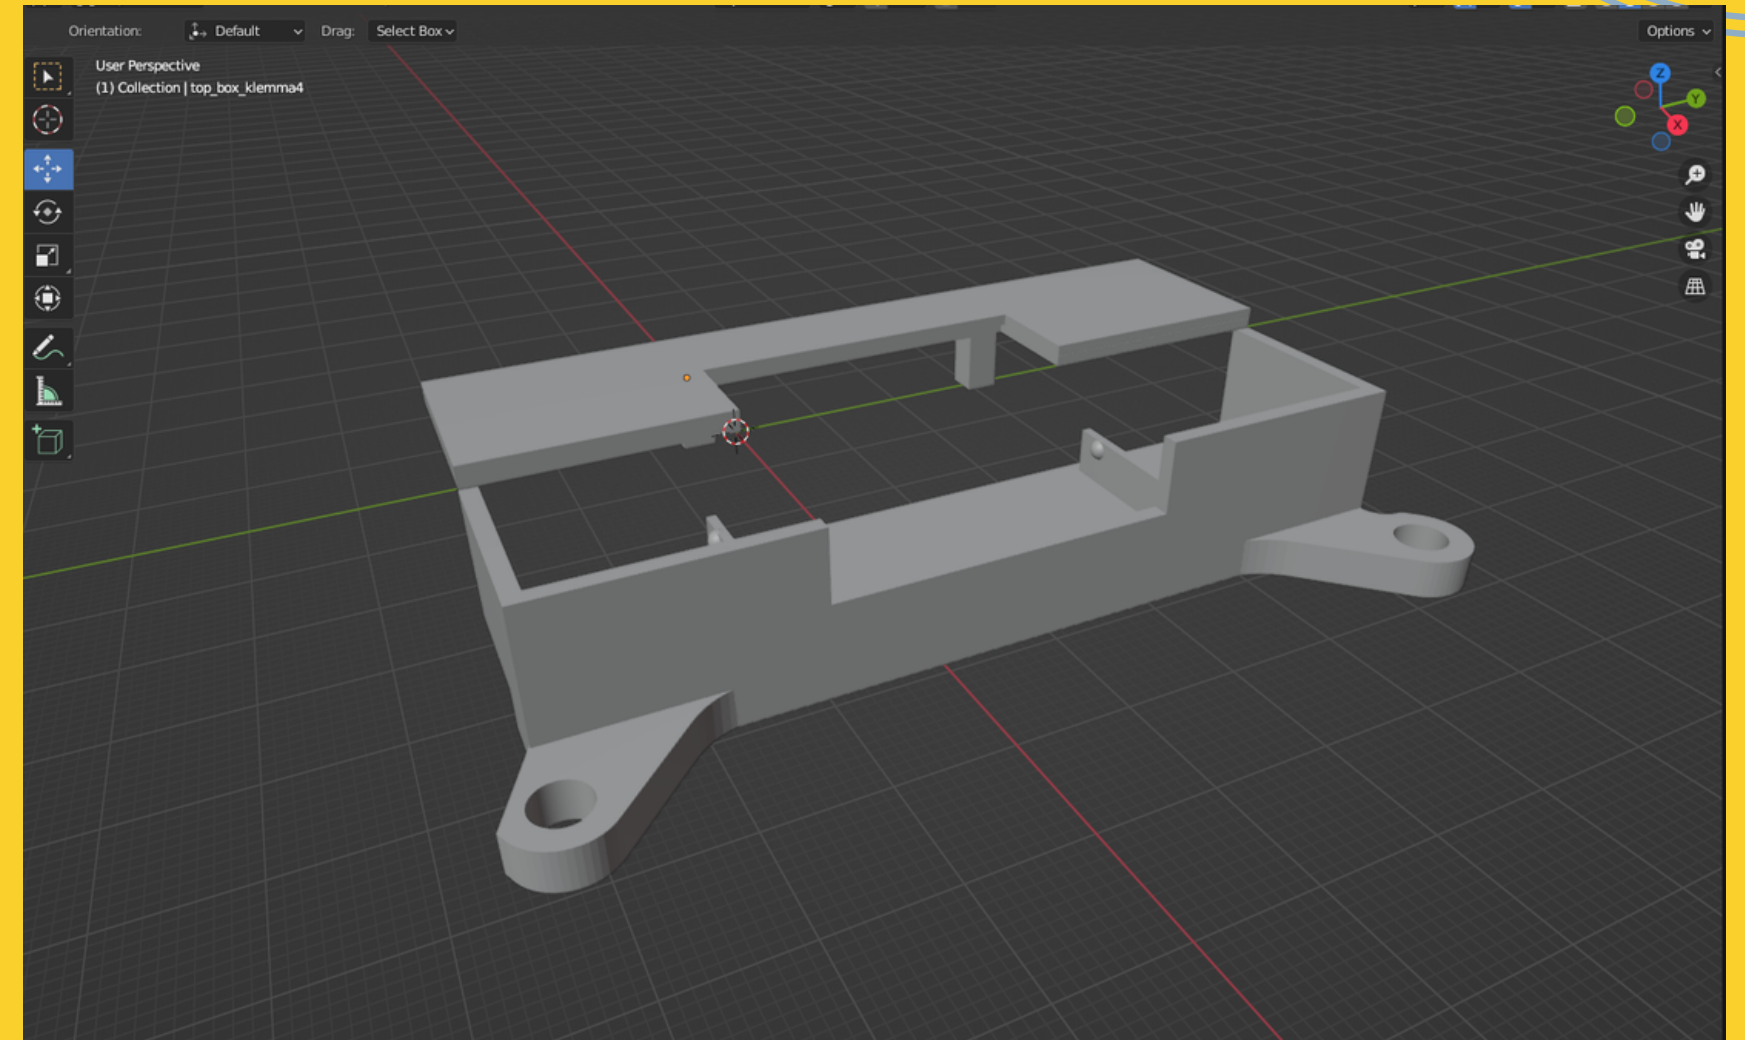 Orientation: Default Drag: Select Box Options
User Perspective
(1) Collection | top_box_klemma4
Z
Y
X